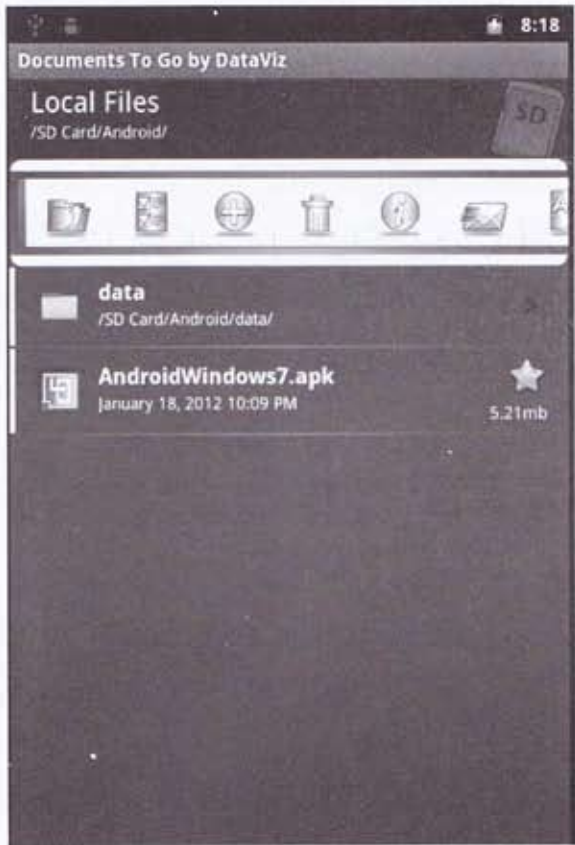 8:18
Documents To Go by DataViz
Local Files
/SD Card/Android/
SD
data
/SD Card/Android/data/
AndroidWindows7.apk
January 18, 2012 10:09 PM
5.21mb